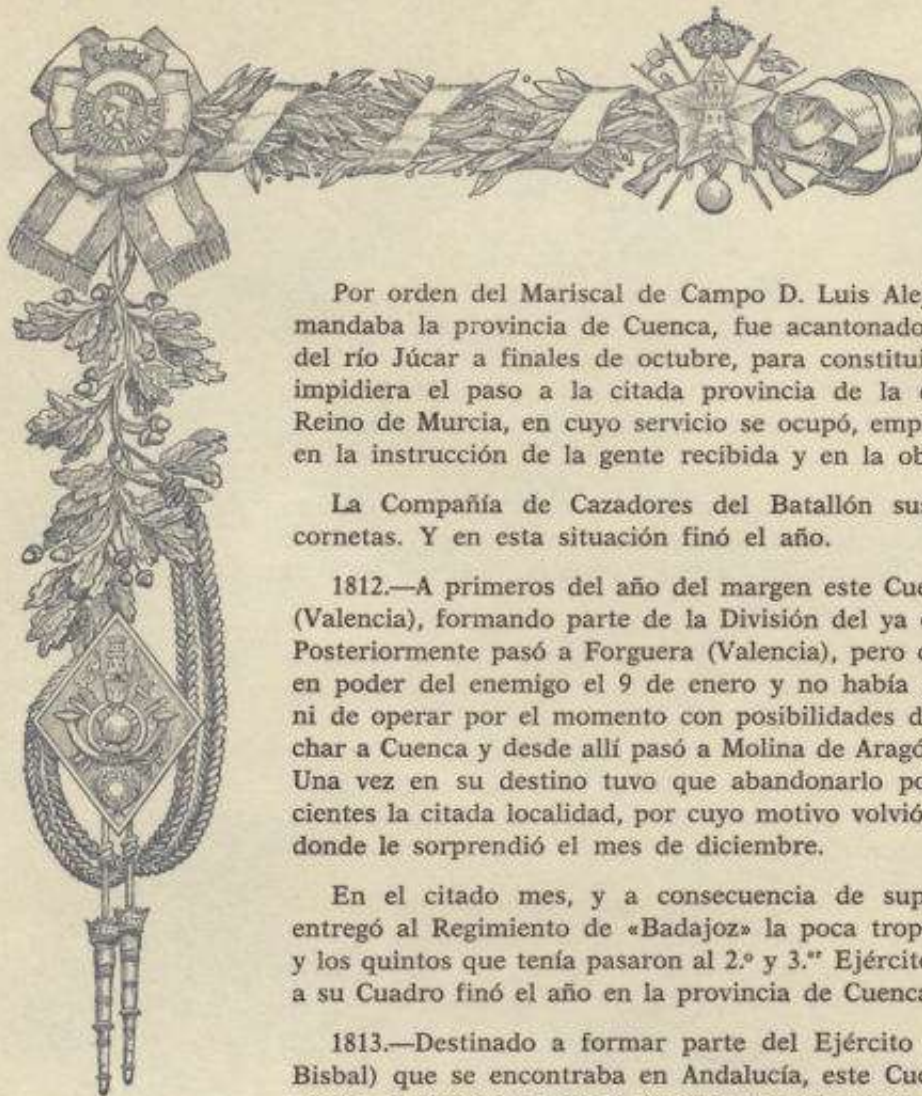 Por orden del Mariscal de Campo D. Luis Ale
mandaba la provincia de Cuenca, fue acantonado
del río Júcar a finales de octubre, para constitui
impidiera el paso a la citada provincia de la
Reino de Murcia, en cuyo servicio se ocupó, emp
en la instrucción de la gente recibida y en la ob
La Compañía de Cazadores del Batallón sus
cornetas. Y en esta situación finó el año.
1812.—A primeros del año del margen este Cue
(Valencia), formando parte de la División del ya
Posteriormente pasó a Forguera (Valencia), pero
en poder del enemigo el 9 de enero y no había
ni de operar por el momento con posibilidades d
char a Cuenca y desde allí pasó a Molina de Aragó
Una vez en su destino tuvo que abandonarlo po
cientes la citada localidad, por cuyo motivo volvió
donde le sorprendió el mes de diciembre.
En el citado mes, y a consecuencia de sup
entregó al Regimiento de «Badajoz» la poca trop
y los quintos que tenía pasaron al 2.º y 3.er Ejército
a su Cuadro finó el año en la provincia de Cuenca
1813.—Destinado a formar parte del Ejército
Bisbal) que se encontraba en Andalucía, este Cue